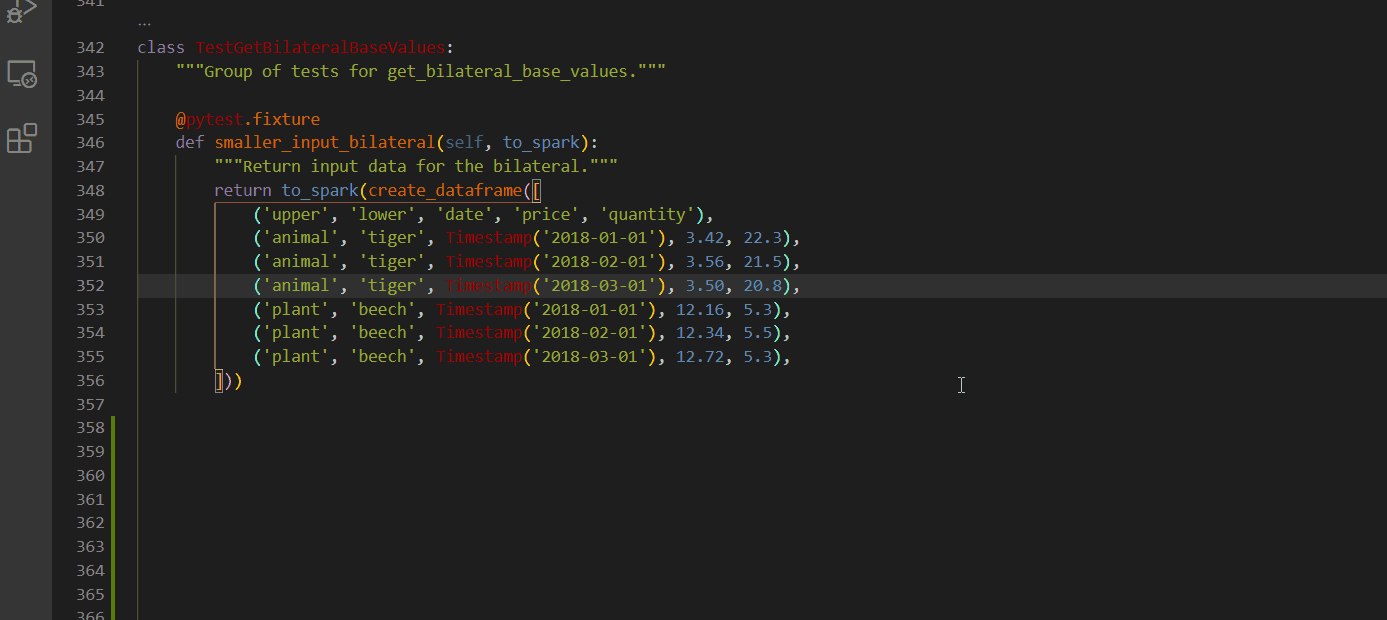 341
...
342 class TestGetBilateralBaseValues:
343 """Group of tests for get_bilateral_base_values."""
344
345 @pytest.fixture
346 def smaller_input_bilateral(self, to_spark):
347 """Return input data for the bilateral."""
348 return to_spark(create_dataframe([
349 ('upper', 'lower', 'date', 'price', 'quantity'),
350 ('animal', 'tiger', Timestamp('2018-01-01'), 3.42, 22.3),
351 ('animal', 'tiger', Timestamp('2018-02-01'), 3.56, 21.5),
352 ('animal', 'tiger', Timestamp('2018-03-01'), 3.50, 20.8),
353 ('plant', 'beech', Timestamp('2018-01-01'), 12.16, 5.3),
354 ('plant', 'beech', Timestamp('2018-02-01'), 12.34, 5.5),
355 ('plant', 'beech', Timestamp('2018-03-01'), 12.72, 5.3),
356 ]))
357
358
359
360
361
362
363
364
365
366